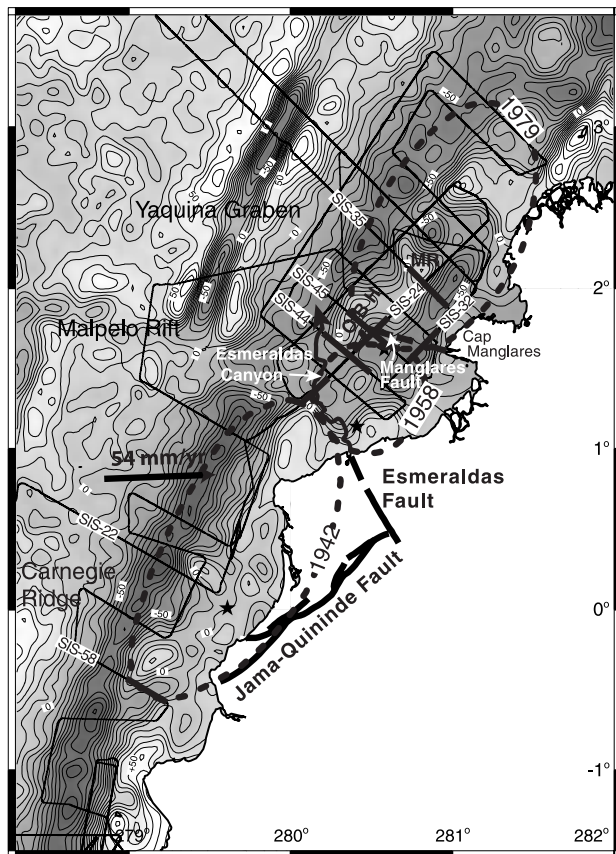 1979
3°
Yaquina Graben
SIS-35
MR
2°
SIS-45
SIS-24
SIS-44
SIS-32
Malpelo Rift
Cap
Manglares
Esmeraldas
Canyon
Manglares
Fault
1958
1°
54 mm/yr
Esmeraldas
Fault
SIS-22
1942
Carnegie
Ridge
0°
SIS-58
Jama-Quininde Fault
-1°
279°
280°
281°
282°